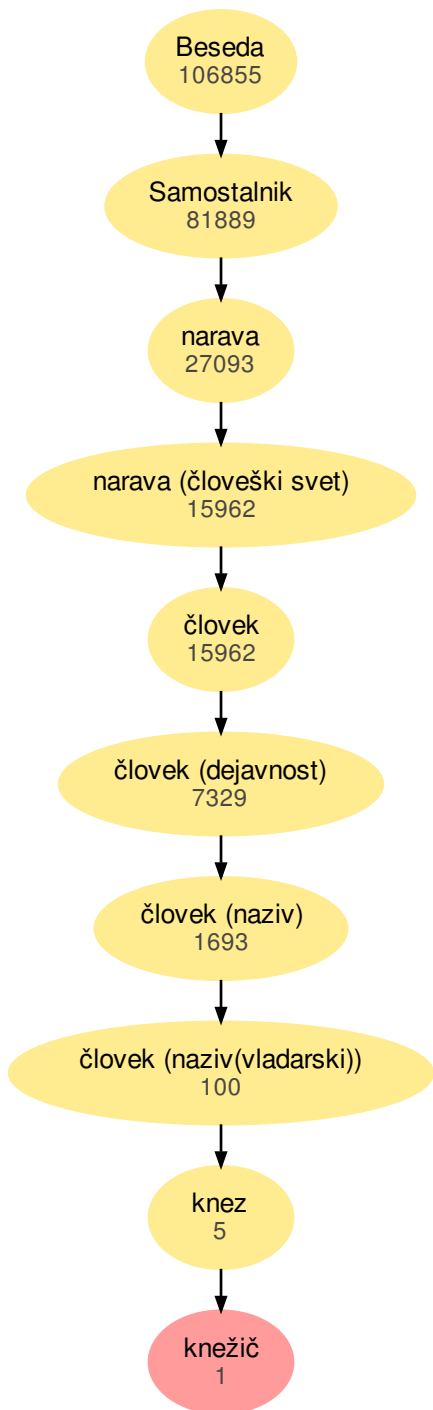 Beseda
106855
Samostalnik
81889
narava
27093
narava (človeški svet)
15962
človek
15962
človek (dejavnost)
7329
človek (naziv)
1693
človek (naziv(vladarski))
100
knez
5
knežič
1